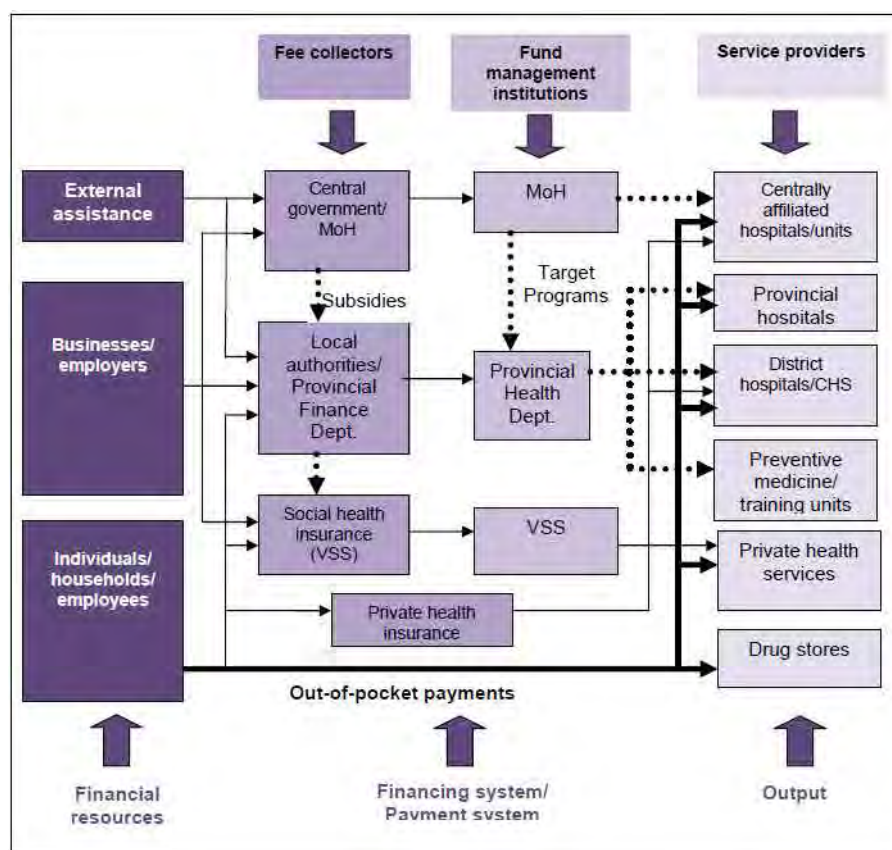 Fee collectors
Fund
management
institutions
Service providers
External
assistance
Central
government/
MoH
MoH
Centrally
affiliated
hospitals/units
Subsidies
Target
Programs
Provincial
hospitals
Businesses/
employers
Local
authorities/
Provincial
Finance
Dept.
Provincial
Health
Dept.
District
hospitals/CHS
Preventive
medicine/
training units
Social health
insurance
(VSS)
VSS
Private health
services
Individuals/
households/
employees
Private health
insurance
Drug stores
Out-of-pocket payments
Financial
resources
Financing system/
Payment system
Output